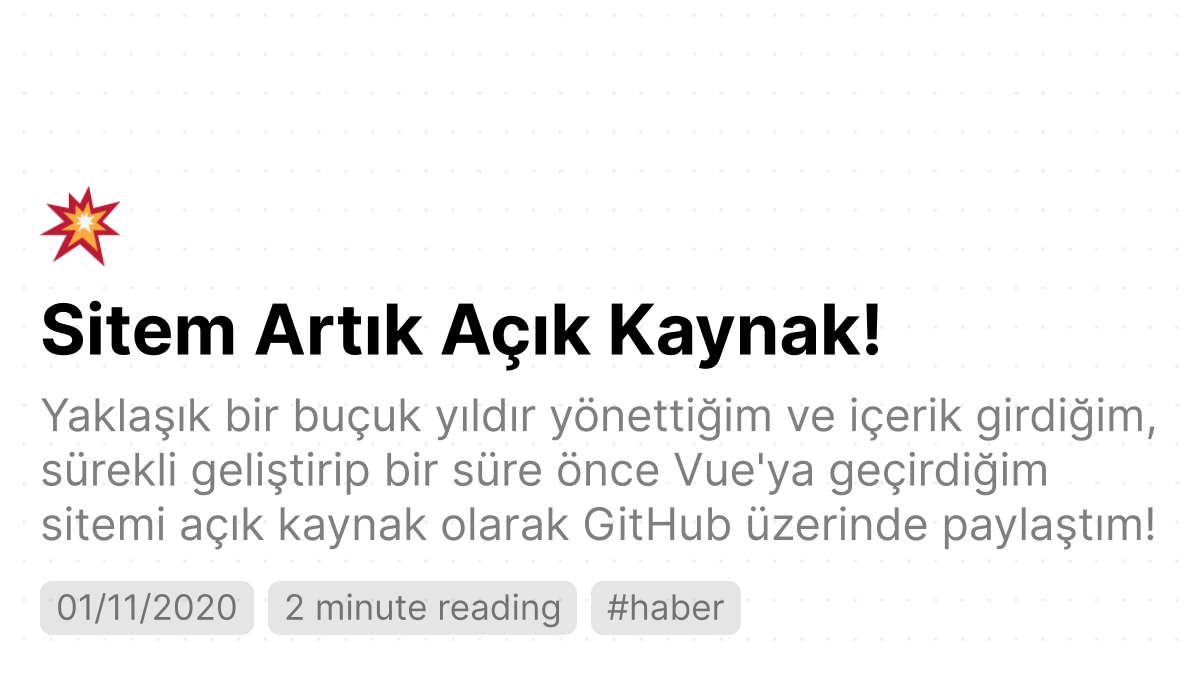 Sitem Artık Açık Kaynak!
Yaklaşık bir buçuk yıldır yönettiğim ve içerik girdiğim,
sürekli geliştirip bir süre önce Vue'ya geçirdiğim
sitemi açık kaynak olarak GitHub üzerinde paylaştım!
01/11/2020 2 minute reading #haber